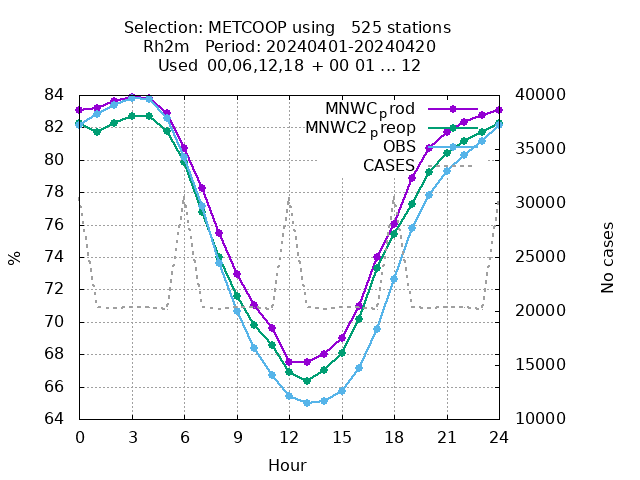 Selection: METCOOP using 525 stations
Rh2m Period: 20240401-20240420
Used 00,06,12,18 + 00 01 ... 12
84 40000
MNWCprod
82 MNWC2preop 35000
OBS
80 CASES
78 30000
76
74 25000
% No cases
72 20000
70
68 15000
66
64 10000
0 3 6 9 12 15 18 21 24
Hour